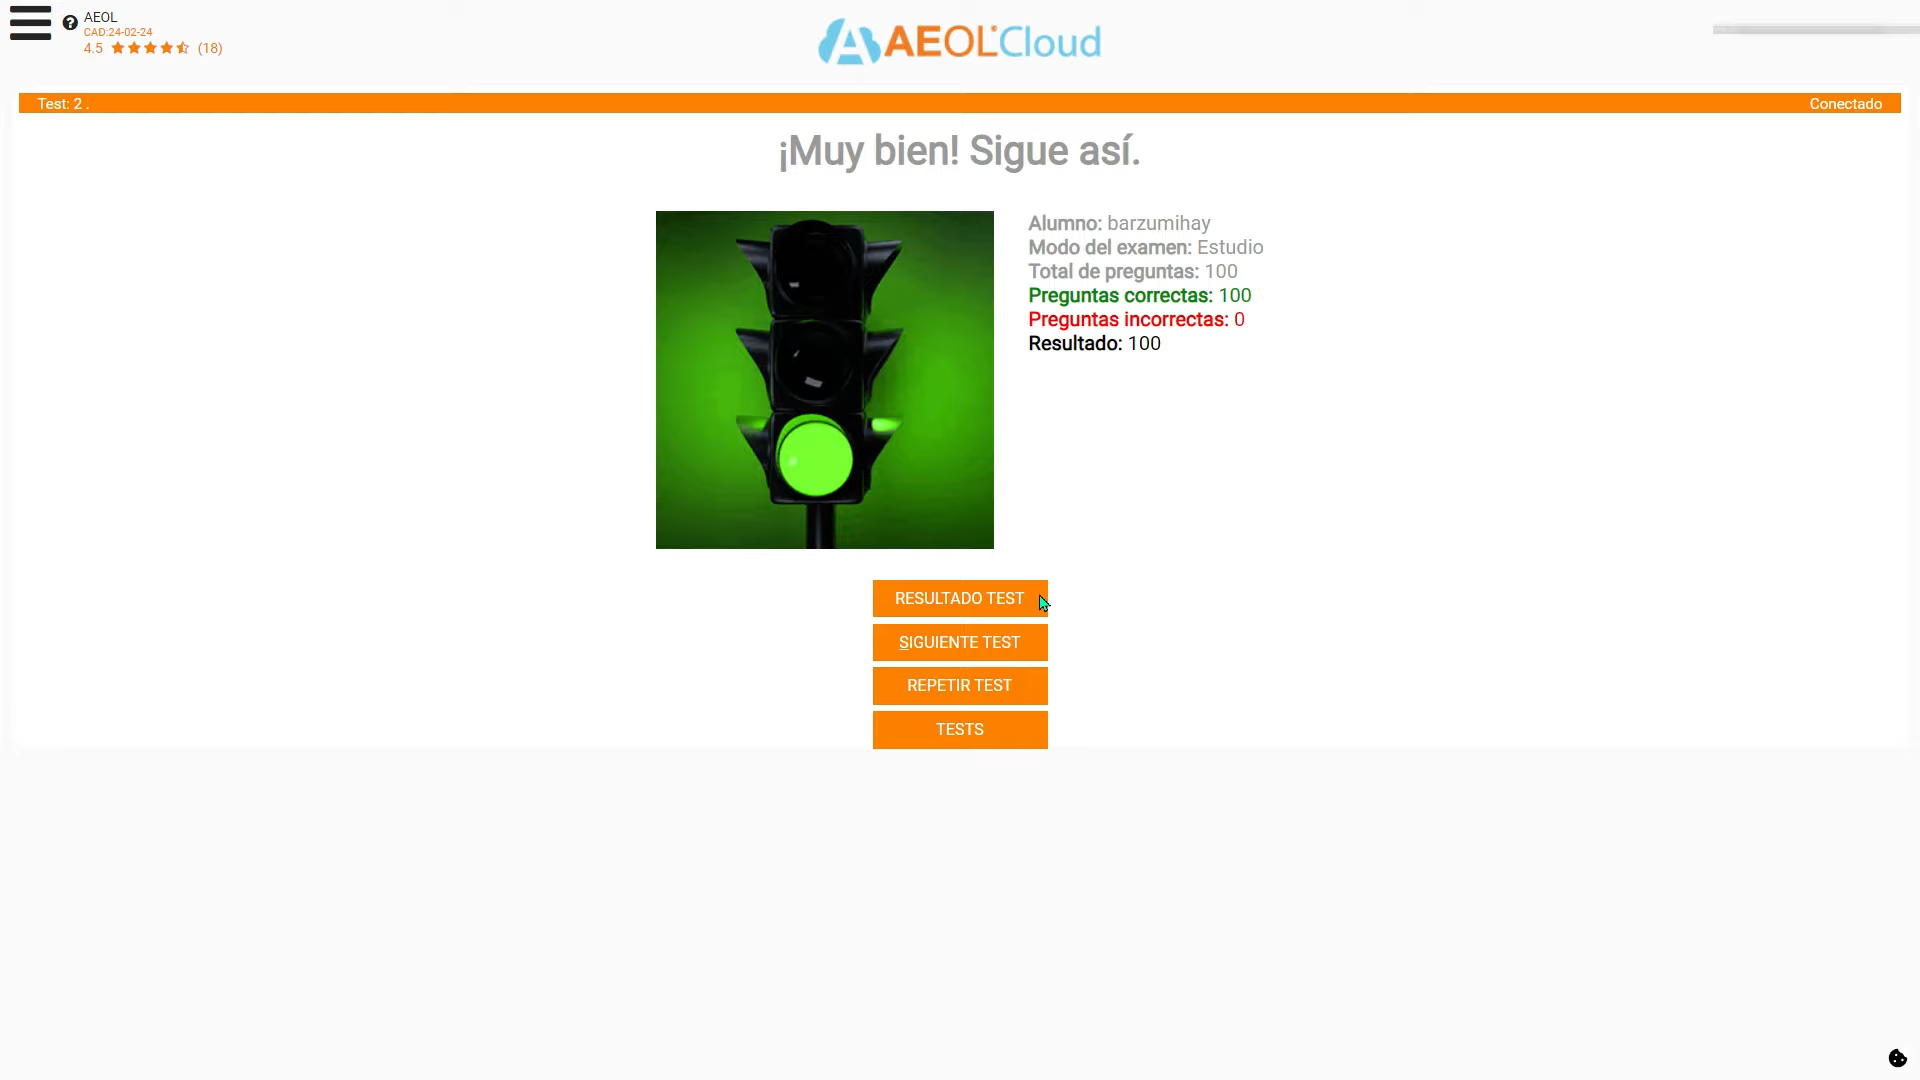 AEOL
CAD:24-02-24
4.5 (18)
AEOL Cloud
Test: 2 .
Conectado
¡Muy bien! Sigue así.
Alumno: barzumihay
Modo del examen: Estudio
Total de preguntas: 100
Preguntas correctas: 100
Preguntas incorrectas: 0
Resultado: 100
RESULTADO TEST
SIGUIENTE TEST
REPETIR TEST
TESTS